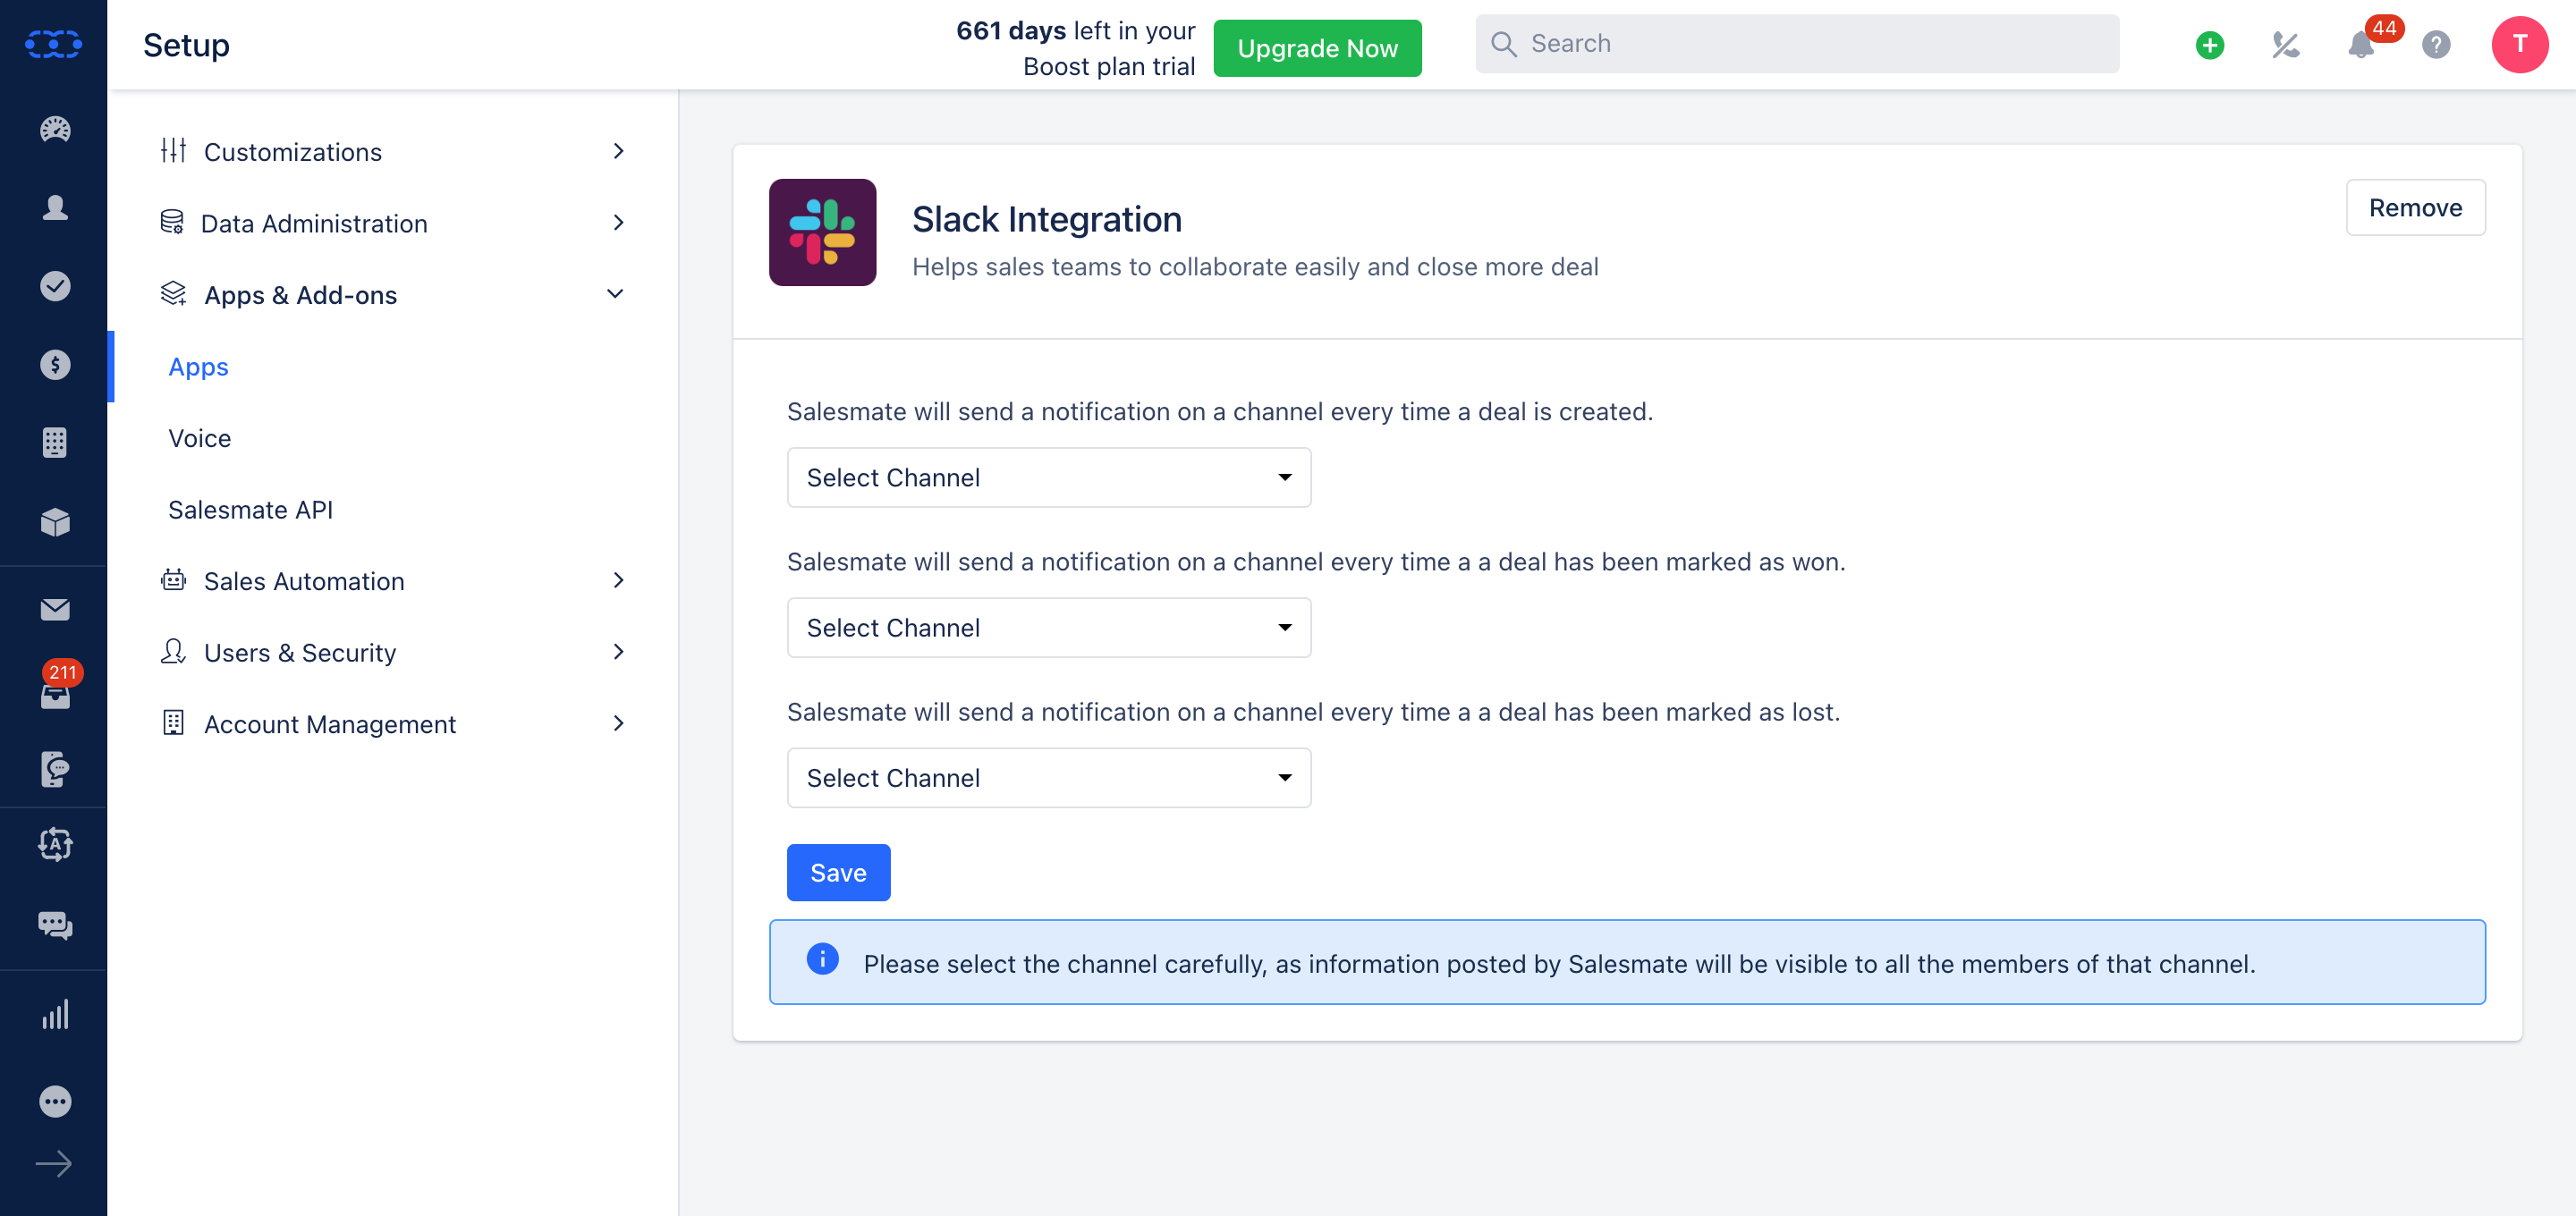 Setup
661 days left in your
Boost plan trial
Upgrade Now
Search
44
?
T
Customizations
Data Administration
Apps & Add-ons
Apps
Voice
Salesmate API
Sales Automation
Users & Security
Account Management
$
211
A
Slack Integration
Helps sales teams to collaborate easily and close more deal
Remove
Salesmate will send a notification on a channel every time a deal is created.
Select Channel
Salesmate will send a notification on a channel every time a a deal has been marked as won.
Select Channel
Salesmate will send a notification on a channel every time a a deal has been marked as lost.
Select Channel
Save
Please select the channel carefully, as information posted by Salesmate will be visible to all the members of that channel.